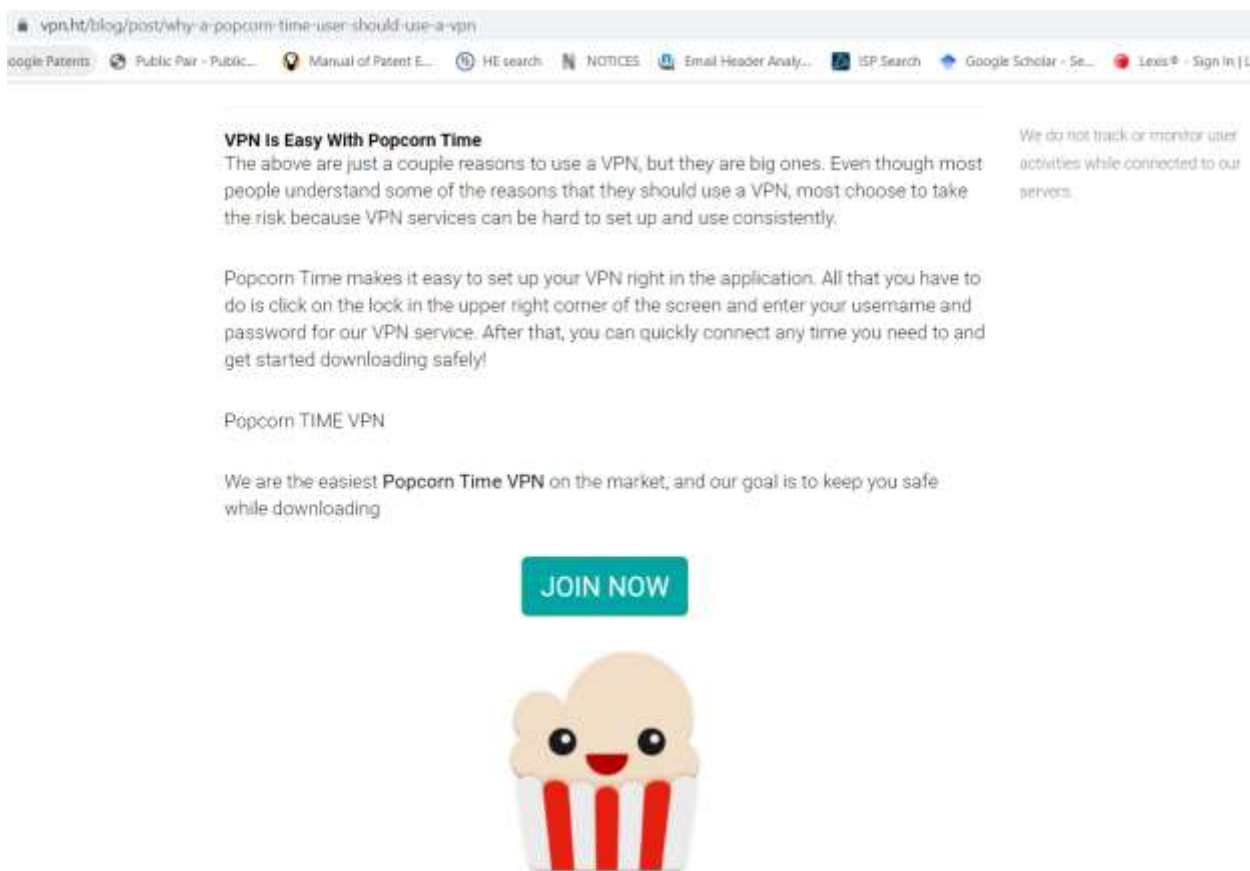 vpn.ht/blog/post/why-a-popcorn-time-user-should-use-a-vpn
oogle Patents Public Pair - Public... Manual of Patent E... HE search NOTICES Email Header Analy... ISP Search Google Scholar - Se... Lexis® - Sign In | L
VPN Is Easy With Popcorn Time
The above are just a couple reasons to use a VPN, but they are big ones. Even though most
people understand some of the reasons that they should use a VPN, most choose to take
the risk because VPN services can be hard to set up and use consistently.
Popcorn Time makes it easy to set up your VPN right in the application. All that you have to
do is click on the lock in the upper right corner of the screen and enter your username and
password for our VPN service. After that, you can quickly connect any time you need to and
get started downloading safely!
Popcorn TIME VPN
We are the easiest Popcorn Time VPN on the market, and our goal is to keep you safe
while downloading
JOIN NOW
We do not track or monitor user
activities while connected to our
servers.